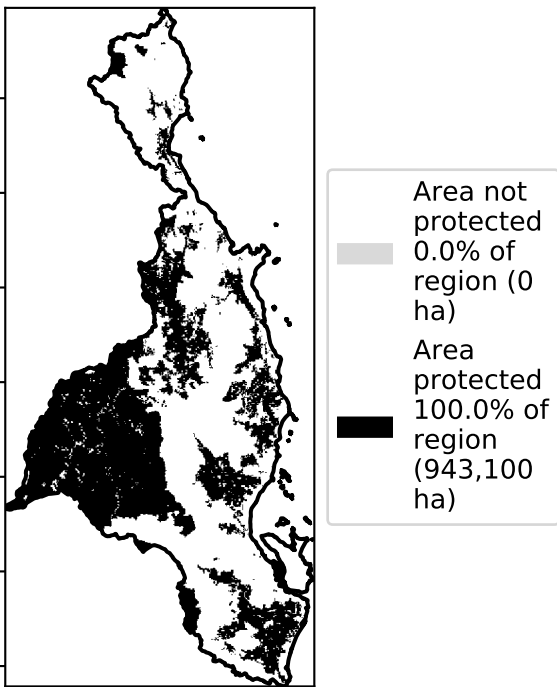 Area not
protected
0.0% of
region (0
ha)
Area
protected
100.0% of
region
(943,100
ha)